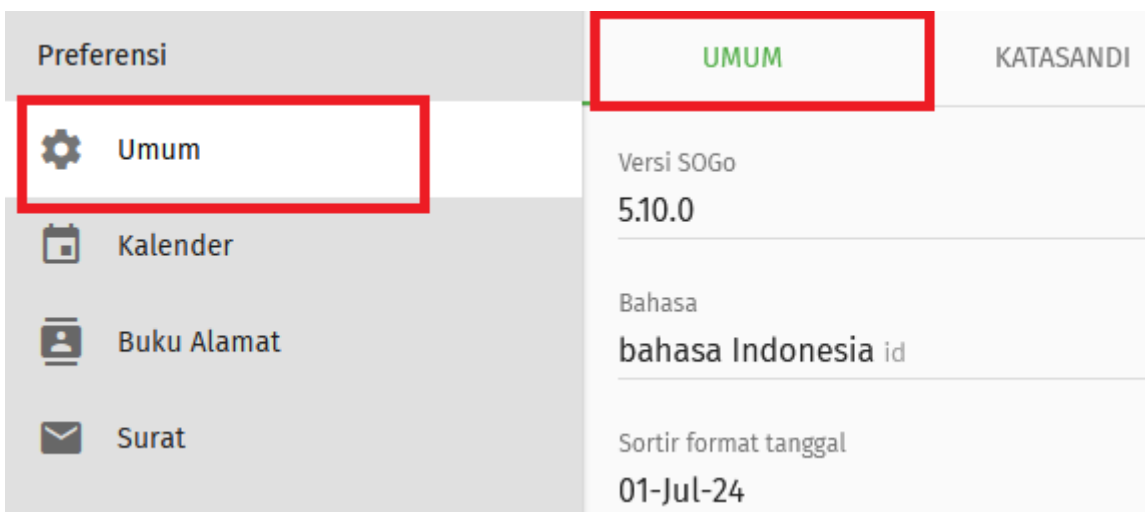 Preferensi
Umum
Kalender
Buku Alamat
Surat
UMUM KATASANDI
Versi SOGo
5.10.0
Bahasa
bahasa Indonesia id
Sortir format tanggal
01-Jul-24